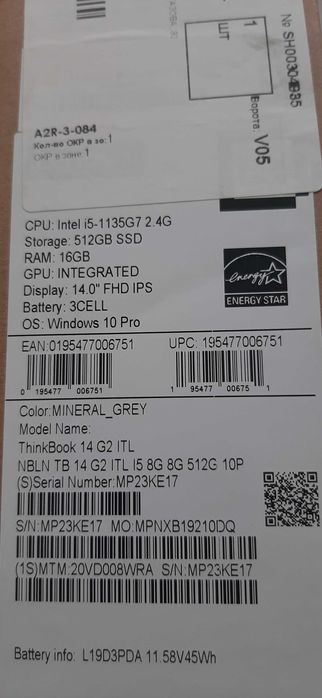 № SH00304835
1
ШТ
Ворота: V05
A2R-3-084
Кол-во ОКР в зо: 1
ОКР в зоне: 1
CPU: Intel i5-1135G7 2.4G
Storage: 512GB SSD
RAM: 16GB
GPU: INTEGRATED
Display: 14.0" FHD IPS
Battery: 3CELL
OS: Windows 10 Pro
energy
ENERGY STAR
EAN:0195477006751
UPC: 195477006751
0 195477 006751
1 95477 00675 1
Color:MINERAL_GREY
Model Name:
ThinkBook 14 G2 ITL
NBLN TB 14 G2 ITL I5 8G 8G 512G 10P
(S)Serial Number:MP23KE17
S/N:MP23KE17 MO:MPNXB19210DQ
(1S)MTM:20VD008WRA S/N:MP23KE17
Battery info: L19D3PDA 11.58V45Wh